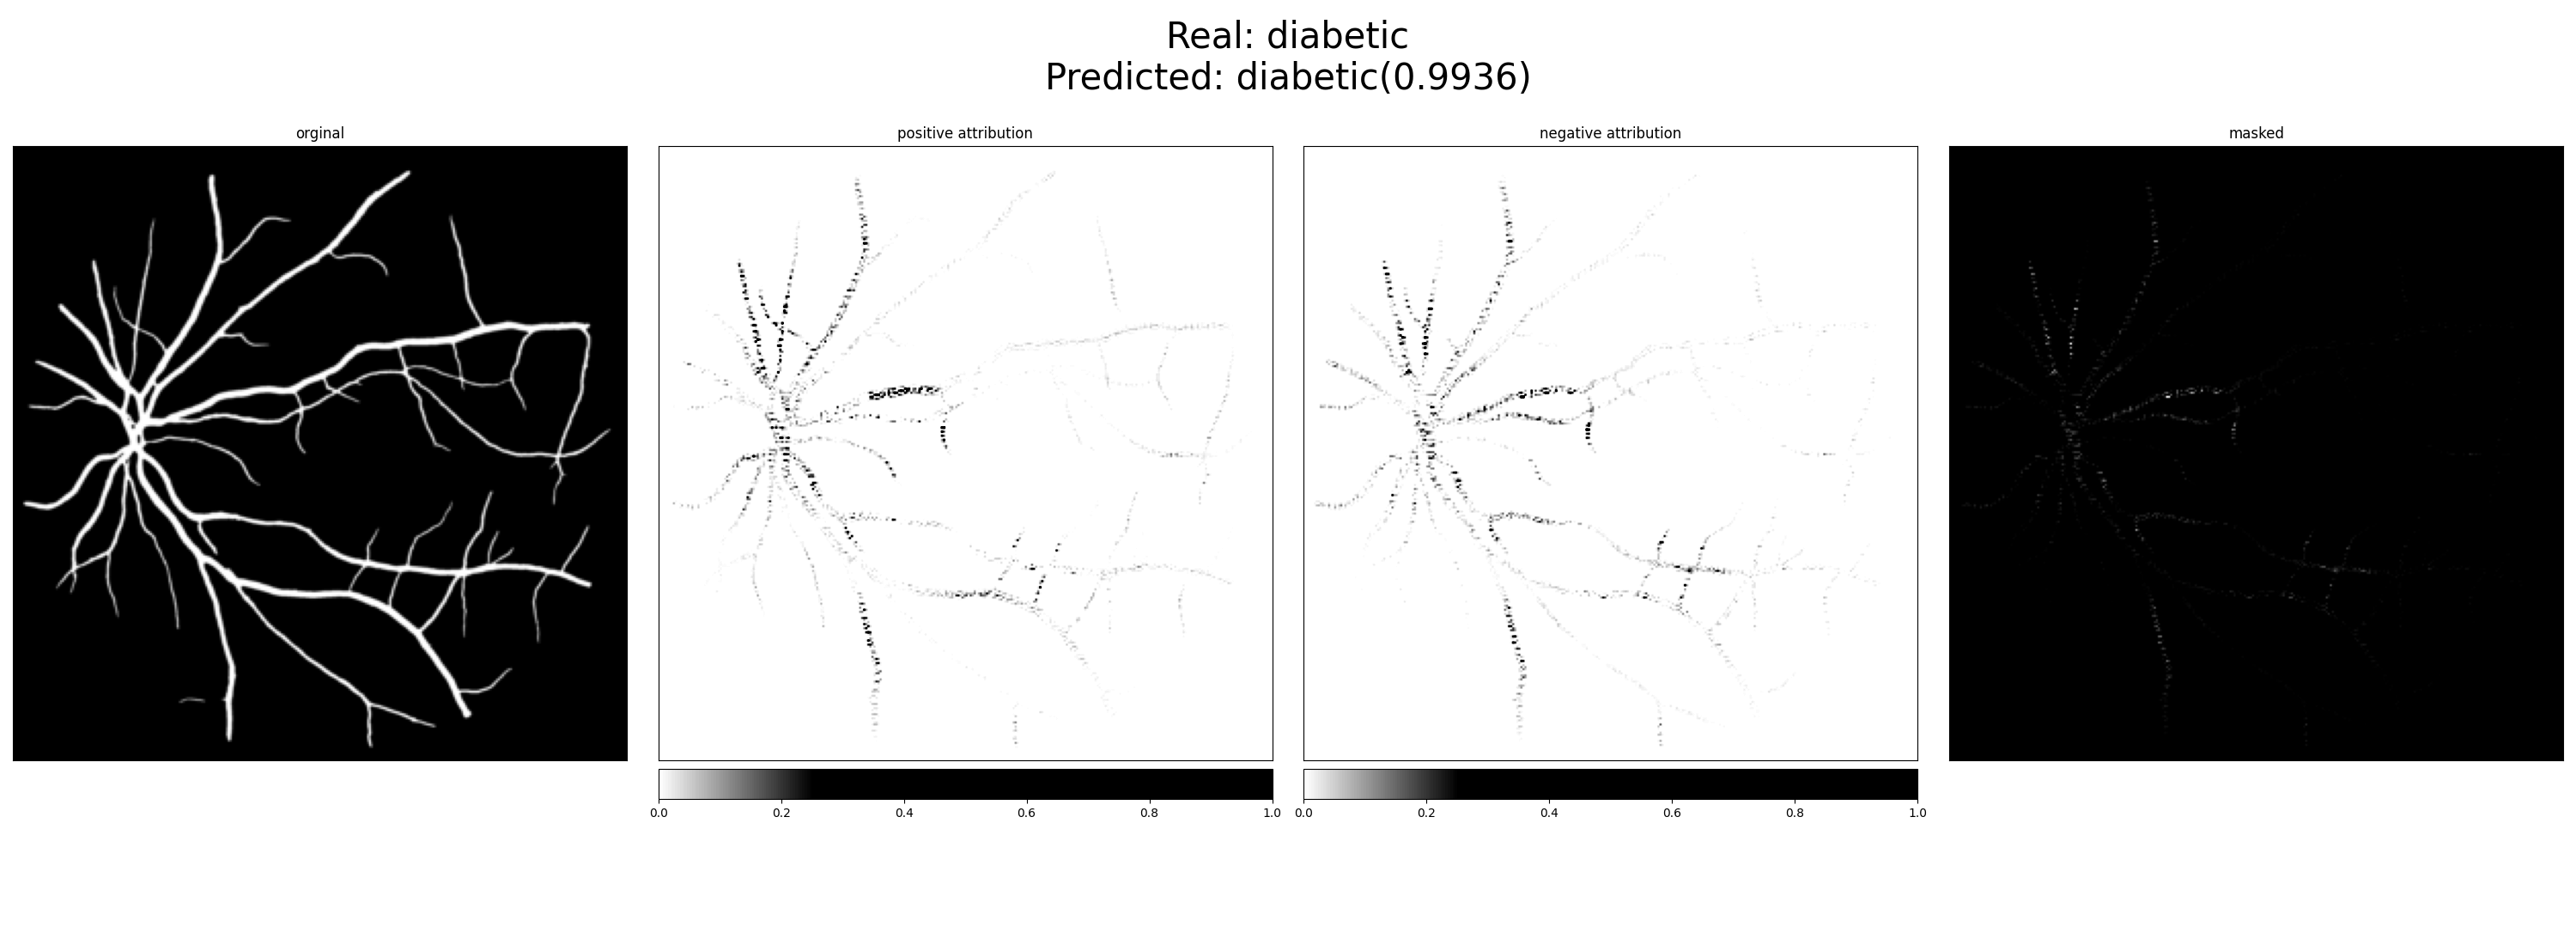 Real: diabetic
Predicted: diabetic(0.9936)
orginal
positive attribution
negative attribution
masked
0.0 0.2 0.4 0.6 0.8 1.0
0.0 0.2 0.4 0.6 0.8 1.0